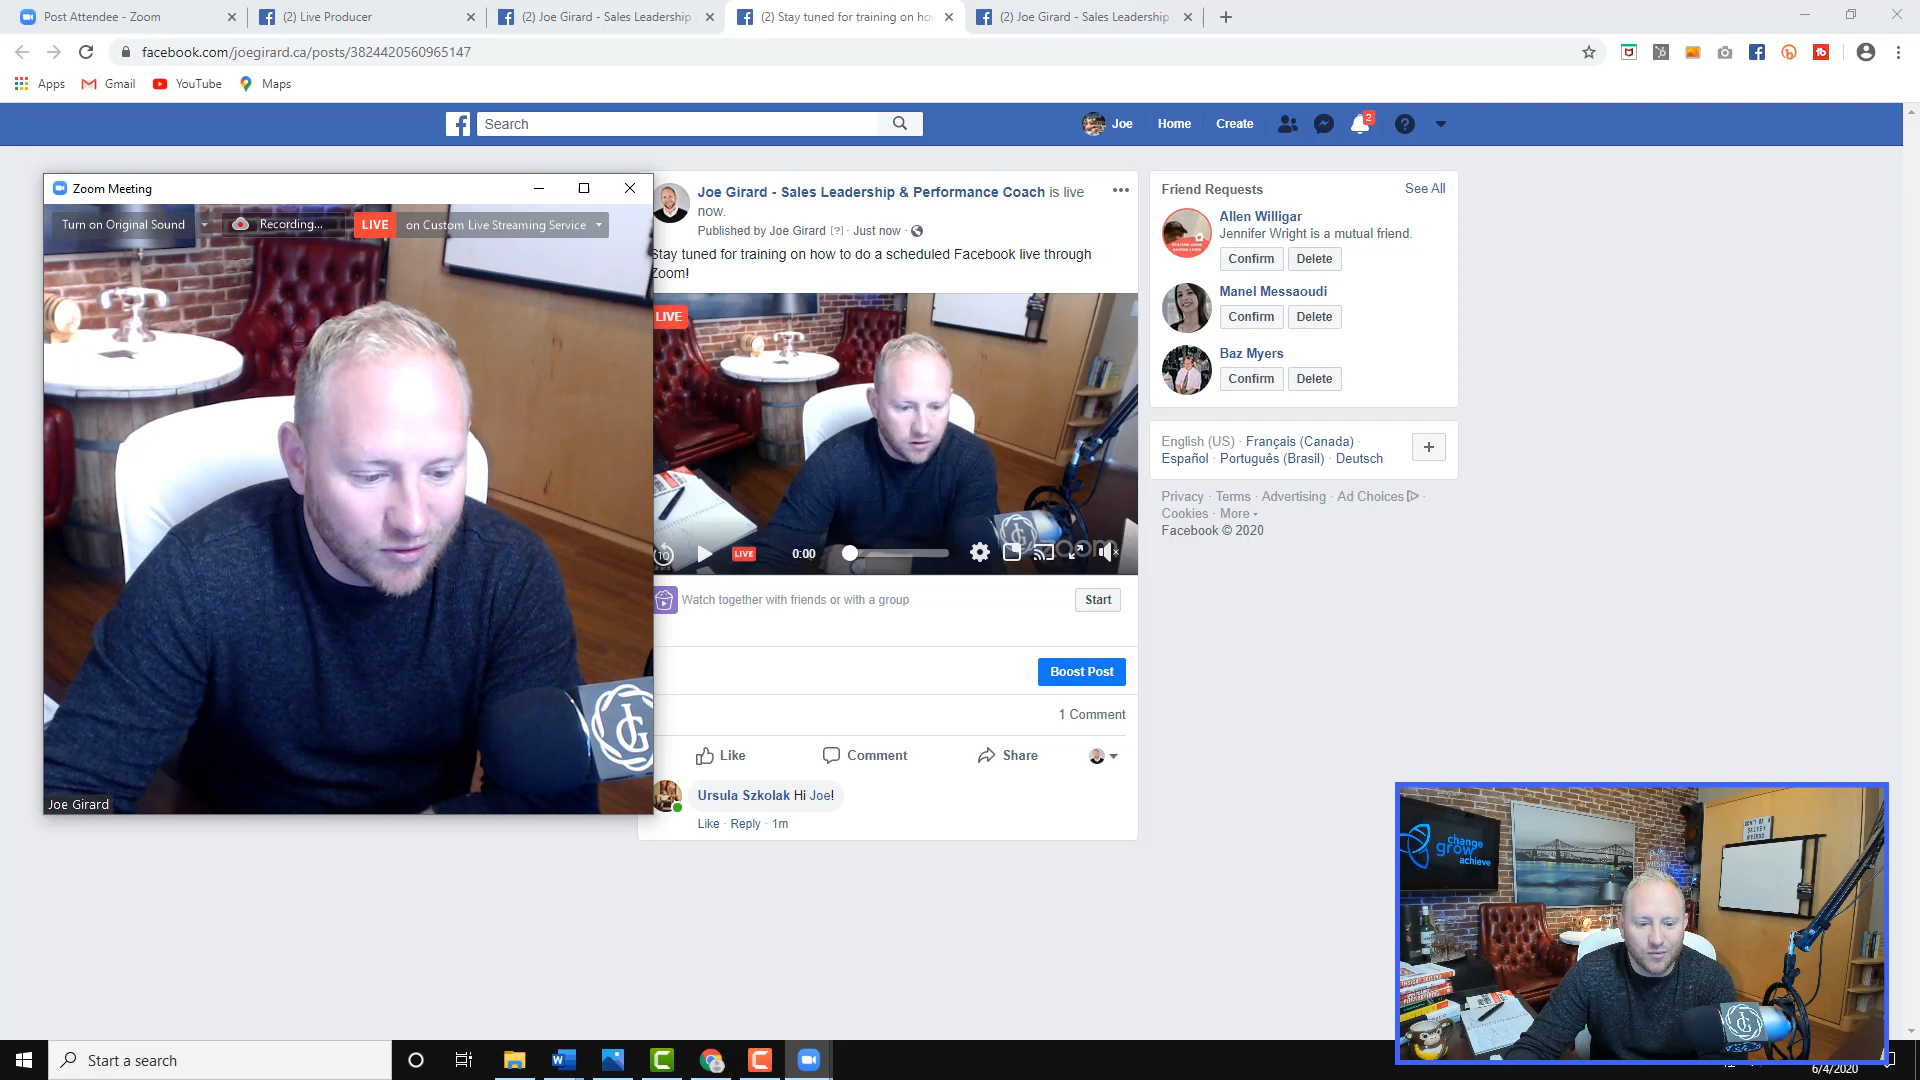 Post Attendee - Zoom
(2) Live Producer
(2) Joe Girard - Sales Leadership
(2) Stay tuned for training on how
(2) Joe Girard - Sales Leadership
facebook.com/joegirard.ca/posts/3824420560965147
Apps
Gmail
YouTube
Maps
Search
Joe
Home
Create
2
Zoom Meeting
Turn on Original Sound
Recording...
LIVE
on Custom Live Streaming Service
Joe Girard
Joe Girard - Sales Leadership & Performance Coach is live
now.
Published by Joe Girard [?] · Just now ·
Stay tuned for training on how to do a scheduled Facebook live through
Zoom!
LIVE
10
LIVE
0:00
zoom
Watch together with friends or with a group
Start
Boost Post
1 Comment
Like
Comment
Share
Ursula Szkolak Hi Joe!
Like · Reply · 1m
Friend Requests
See All
Allen Willigar
Jennifer Wright is a mutual friend.
Confirm
Delete
Manel Messaoudi
Confirm
Delete
Baz Myers
Confirm
Delete
English (US) · Français (Canada) ·
Español · Português (Brasil) · Deutsch
Privacy · Terms · Advertising · Ad Choices ·
Cookies · More
Facebook © 2020
change
grow
achieve
DON'T BE A
Start a search
6/4/2020